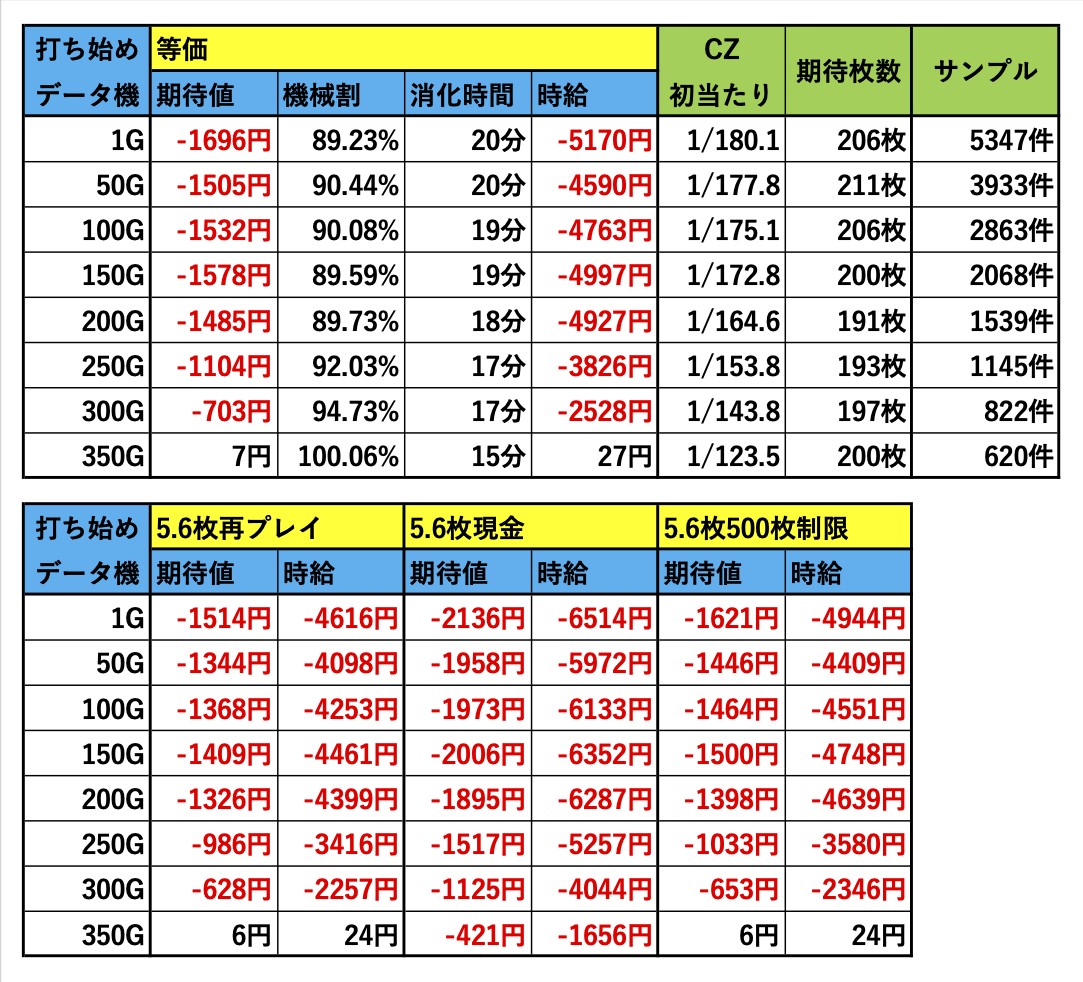 打ち始め 等価 CZ 期待枚数 サンプル
データ機 期待値 機械割 消化時間 時給 初当たり
1G -1696円 89.23% 20分 -5170円 1/180.1 206枚 5347件
50G -1505円 90.44% 20分 -4590円 1/177.8 211枚 3933件
100G -1532円 90.08% 19分 -4763円 1/175.1 206枚 2863件
150G -1578円 89.59% 19分 -4997円 1/172.8 200枚 2068件
200G -1485円 89.73% 18分 -4927円 1/164.6 191枚 1539件
250G -1104円 92.03% 17分 -3826円 1/153.8 193枚 1145件
300G -703円 94.73% 17分 -2528円 1/143.8 197枚 822件
350G 7円 100.06% 15分 27円 1/123.5 200枚 620件
打ち始め 5.6枚再プレイ 5.6枚現金 5.6枚500枚制限
データ機 期待値 時給 期待値 時給 期待値 時給
1G -1514円 -4616円 -2136円 -6514円 -1621円 -4944円
50G -1344円 -4098円 -1958円 -5972円 -1446円 -4409円
100G -1368円 -4253円 -1973円 -6133円 -1464円 -4551円
150G -1409円 -4461円 -2006円 -6352円 -1500円 -4748円
200G -1326円 -4399円 -1895円 -6287円 -1398円 -4639円
250G -986円 -3416円 -1517円 -5257円 -1033円 -3580円
300G -628円 -2257円 -1125円 -4044円 -653円 -2346円
350G 6円 24円 -421円 -1656円 6円 24円